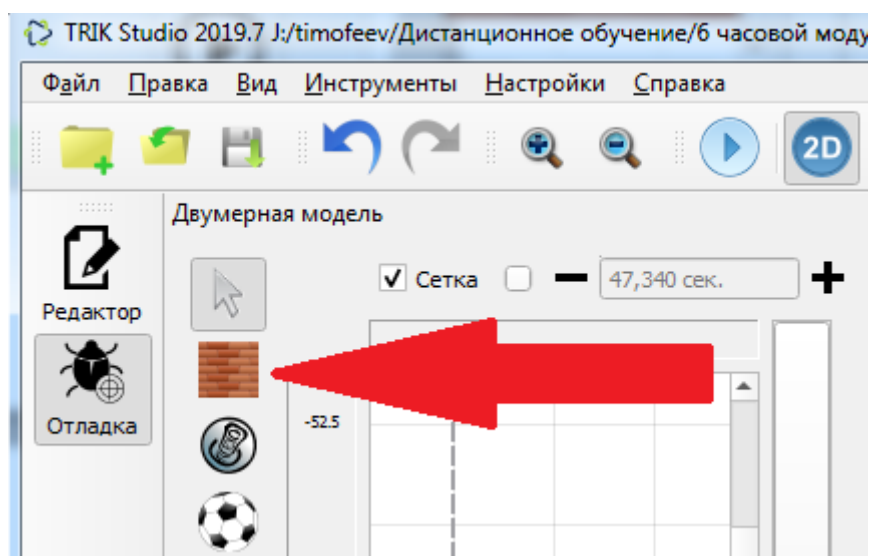 TRIK Studio 2019.7 J:/timofeev/Дистанционное обучение/6 часовой моду
Файл Правка Вид Инструменты Настройки Справка
2D
Двумерная модель
Сетка 47,340 сек.
Редактор
Отладка
-52.5